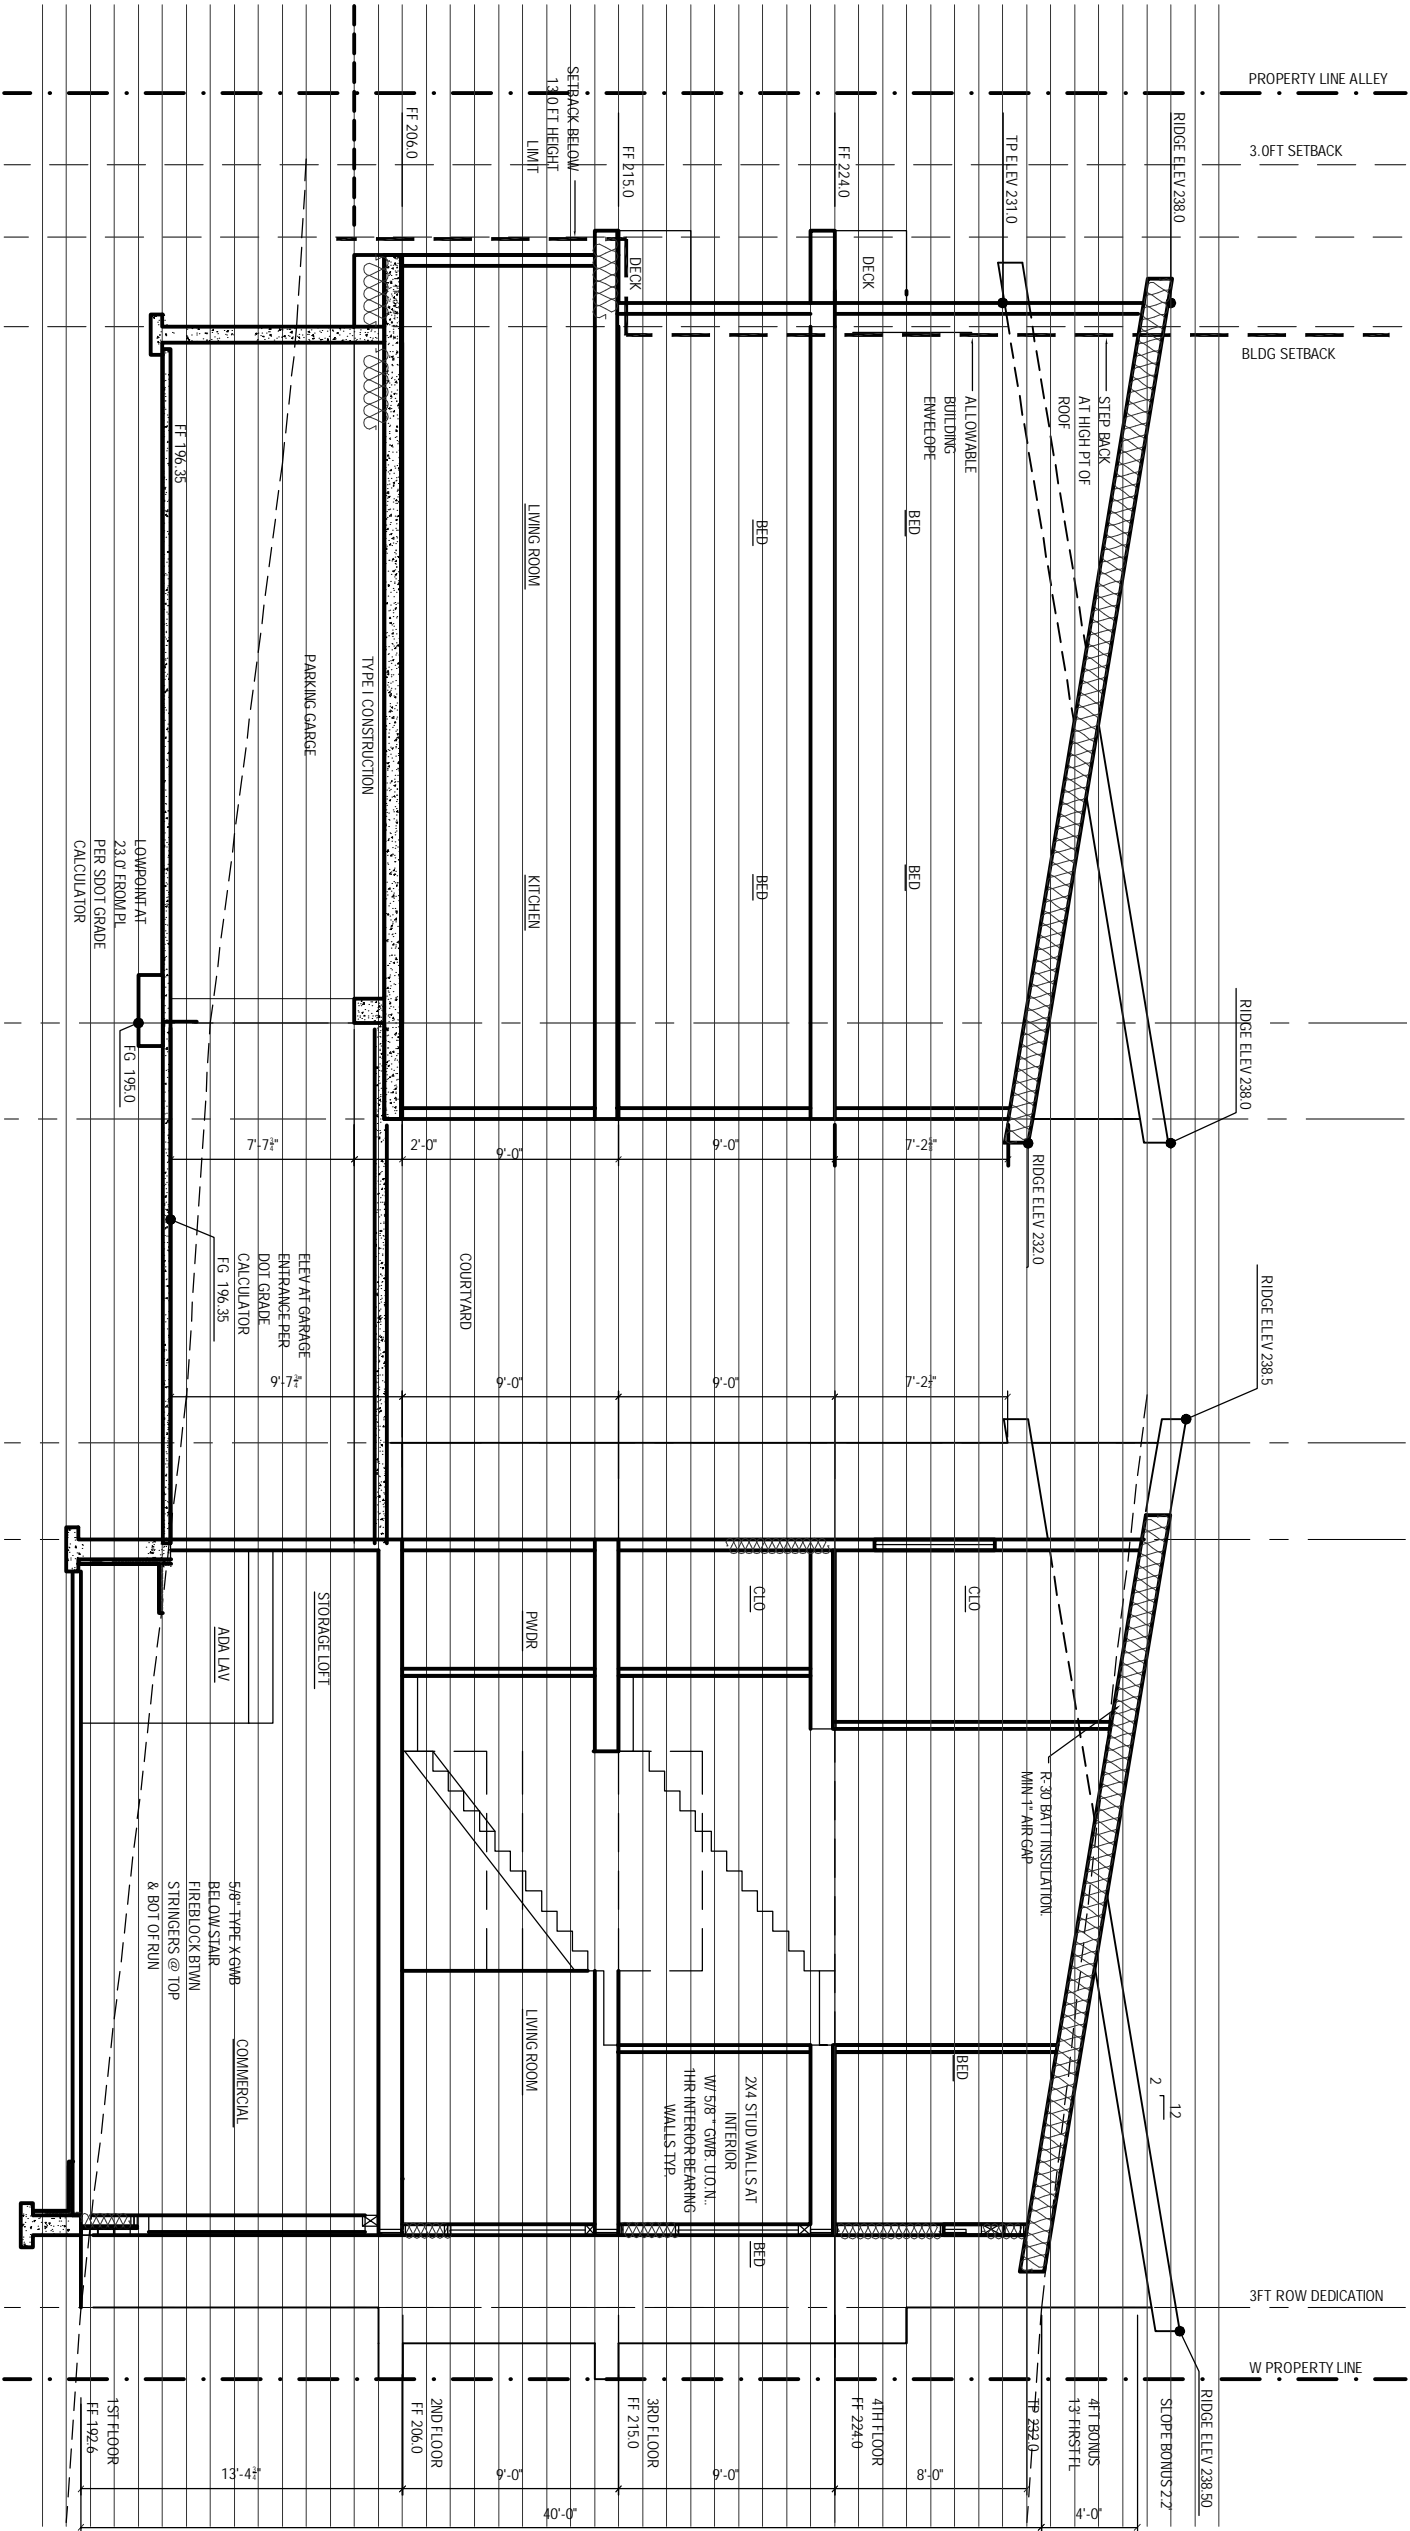 PROPERTY LINE ALLEY
3.0FT SETBACK
BLDG SETBACK
RIDGE ELEV 238.0
TP ELEV 231.0
FF 224.0
FF 215.0
SETBACK BELOW
13.0 FT HEIGHT
LIMIT
FF 206.0
DECK
DECK
STEP BACK
AT HIGH PT OF
ROOF
ALLOWABLE
BUILDING
ENVELOPE
BED
BED
LIVING ROOM
FF 196.35
TYPE I CONSTRUCTION
PARKING GARGE
BED
BED
KITCHEN
LOWPOINT AT
23.0' FROM PL
PER SDOT GRADE
CALCULATOR
FG 195.0
RIDGE ELEV 238.0
RIDGE ELEV 232.0
7'-7¾"
2'-0"
9'-0"
9'-0"
COURTYARD
ELEV AT GARAGE
ENTRANCE PER
DOT GRADE
CALCULATOR
FG 196.35
RIDGE ELEV 238.5
9'-7¾"
9'-0"
9'-0"
CLO
CLO
PWDR
STORAGE LOFT
ADA LAV
R-30 BATT INSULATION.
MIN 1" AIR GAP
5/8" TYPE X GWB
BELOW STAIR
FIREBLOCK BTWN
STRINGERS @ TOP
& BOT OF RUN
COMMERCIAL
LIVING ROOM
BED
2X4 STUD WALLS AT
INTERIOR
W/ 5/8 " GWB. U.O.N..
1HR INTERIOR BEARING
WALLS TYP.
BED
12
2
3FT ROW DEDICATION
W PROPERTY LINE
RIDGE ELEV 238.50
SLOPE BONUS 2.2'
4FT BONUS
13' FIRST FL
TP 232.0
4TH FLOOR
FF 224.0
3RD FLOOR
FF 215.0
2ND FLOOR
FF 206.0
1ST FLOOR
FF 192.6
13'-4¾"
9'-0"
9'-0"
8'-0"
40'-0"
4'-0"